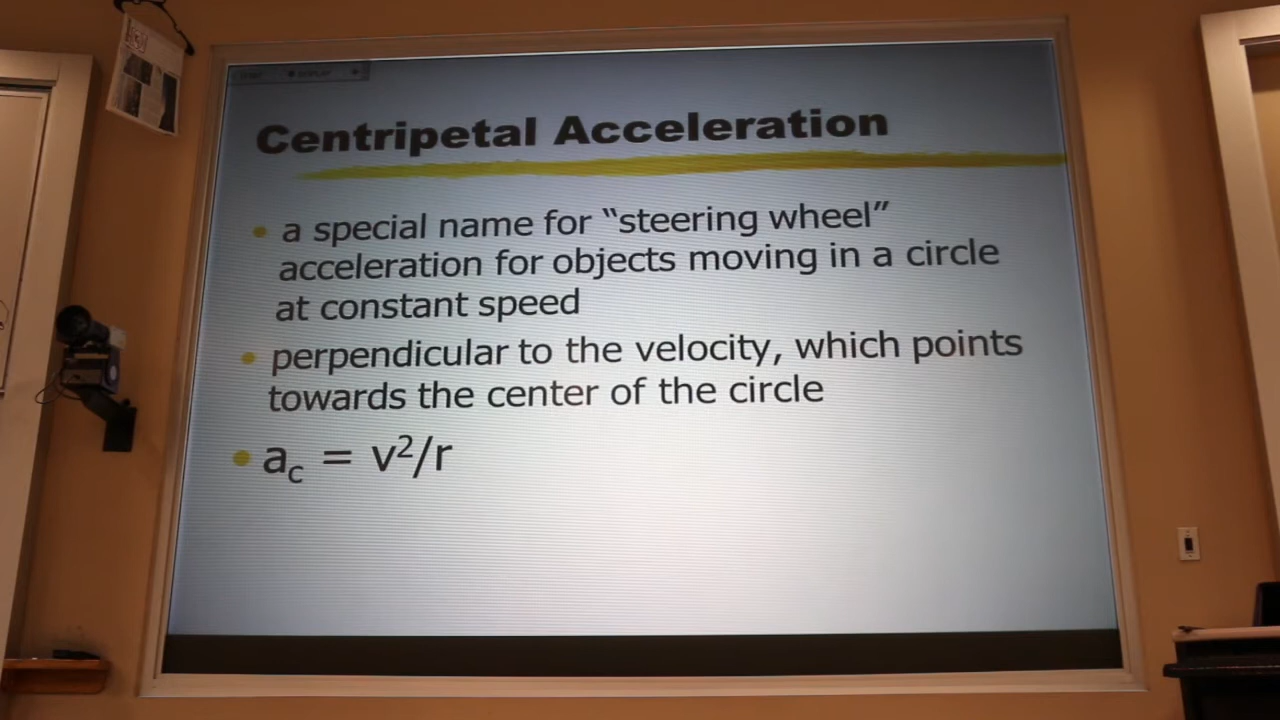 Centripetal Acceleration
• a special name for “steering wheel”
acceleration for objects moving in a circle
at constant speed
• perpendicular to the velocity, which points
towards the center of the circle
• a_c = v²/r